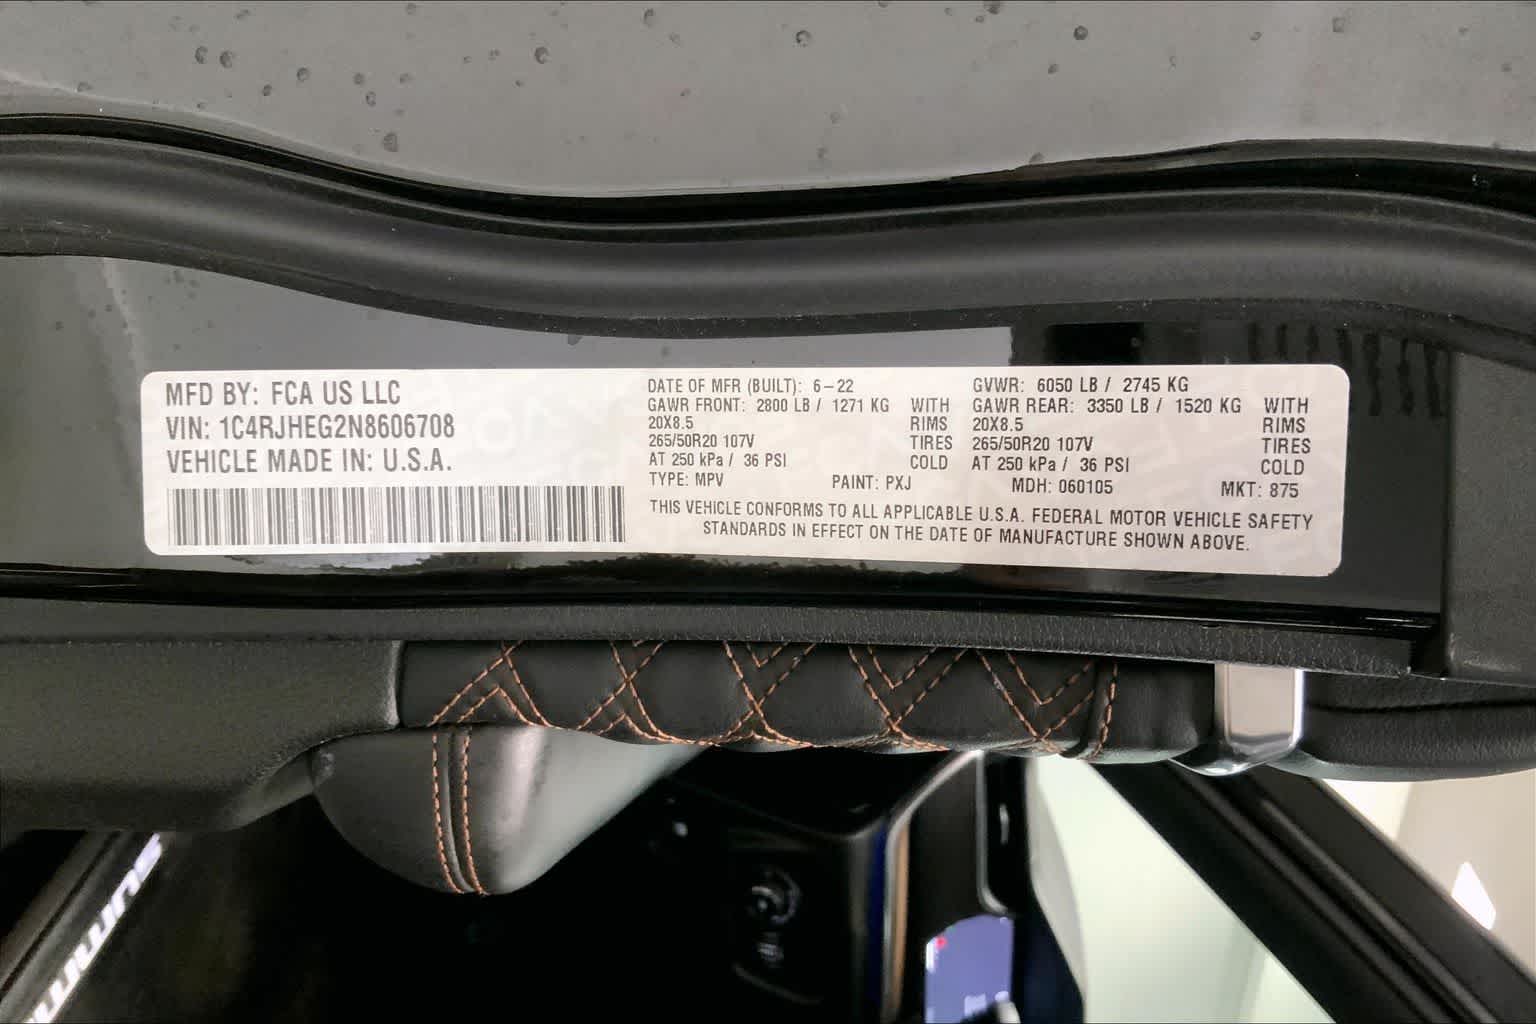 MFD BY: FCA US LLC
VIN: 1C4RJHEG2N8606708
VEHICLE MADE IN: U.S.A.
DATE OF MFR (BUILT): 6-22
GAWR FRONT: 2800 LB / 1271 KG WITH
20X8.5 RIMS
265/50R20 107V TIRES
AT 250 kPa / 36 PSI COLD
TYPE: MPV PAINT: PXJ
GVWR: 6050 LB / 2745 KG
GAWR REAR: 3350 LB / 1520 KG WITH
20X8.5 RIMS
265/50R20 107V TIRES
AT 250 kPa / 36 PSI COLD
MDH: 060105 MKT: 875
THIS VEHICLE CONFORMS TO ALL APPLICABLE U.S.A. FEDERAL MOTOR VEHICLE SAFETY
STANDARDS IN EFFECT ON THE DATE OF MANUFACTURE SHOWN ABOVE.